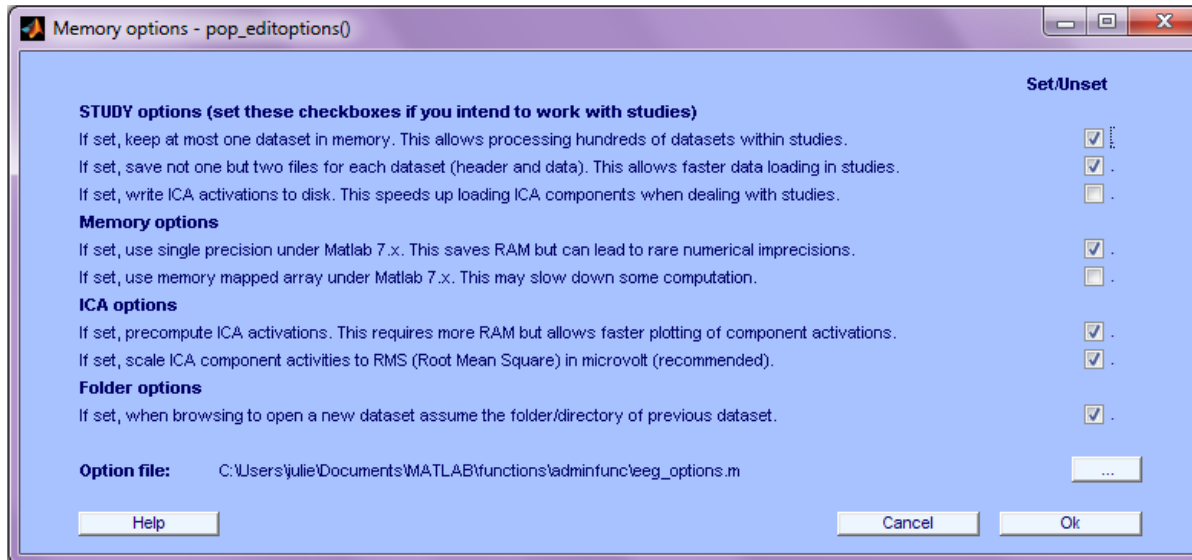 Memory options - pop_editoptions()
Set/Unset
STUDY options (set these checkboxes if you intend to work with studies)
If set, keep at most one dataset in memory. This allows processing hundreds of datasets within studies.
If set, save not one but two files for each dataset (header and data). This allows faster data loading in studies.
If set, write ICA activations to disk. This speeds up loading ICA components when dealing with studies.
Memory options
If set, use single precision under Matlab 7.x. This saves RAM but can lead to rare numerical imprecisions.
If set, use memory mapped array under Matlab 7.x. This may slow down some computation.
ICA options
If set, precompute ICA activations. This requires more RAM but allows faster plotting of component activations.
If set, scale ICA component activities to RMS (Root Mean Square) in microvolt (recommended).
Folder options
If set, when browsing to open a new dataset assume the folder/directory of previous dataset.
Option file: C:\Users\julie\Documents\MATLAB\functions\adminfunc\eeg_options.m ...
Help Cancel Ok